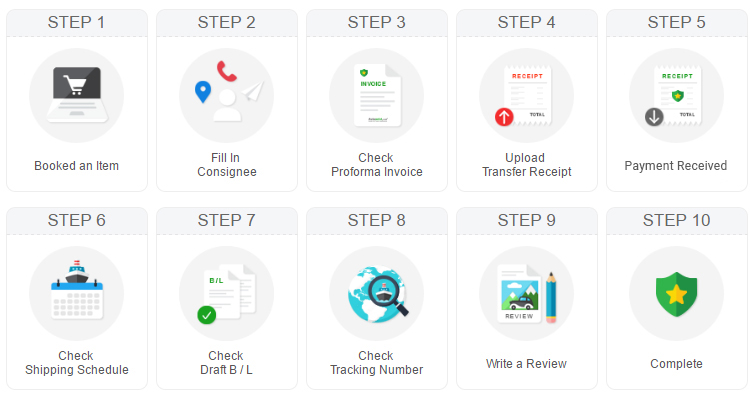 STEP 1
STEP 2
STEP 3
STEP 4
STEP 5
INVOICE
RECEIPT
TOTAL
RECEIPT
TOTAL
Booked an Item
Fill In
Consignee
Check
Proforma Invoice
Upload
Transfer Receipt
Payment Received
STEP 6
STEP 7
STEP 8
STEP 9
STEP 10
B/L
REVIEW
Check
Shipping Schedule
Check
Draft B / L
Check
Tracking Number
Write a Review
Complete